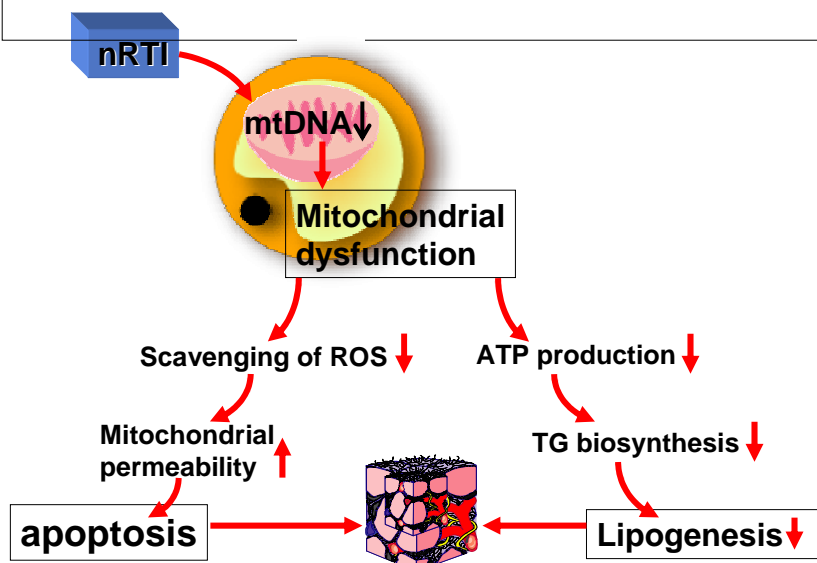 nRTI
mtDNA↓
Mitochondrial
dysfunction
Scavenging of ROS ↓
ATP production ↓
Mitochondrial
permeability ↑
TG biosynthesis ↓
apoptosis
Lipogenesis ↓